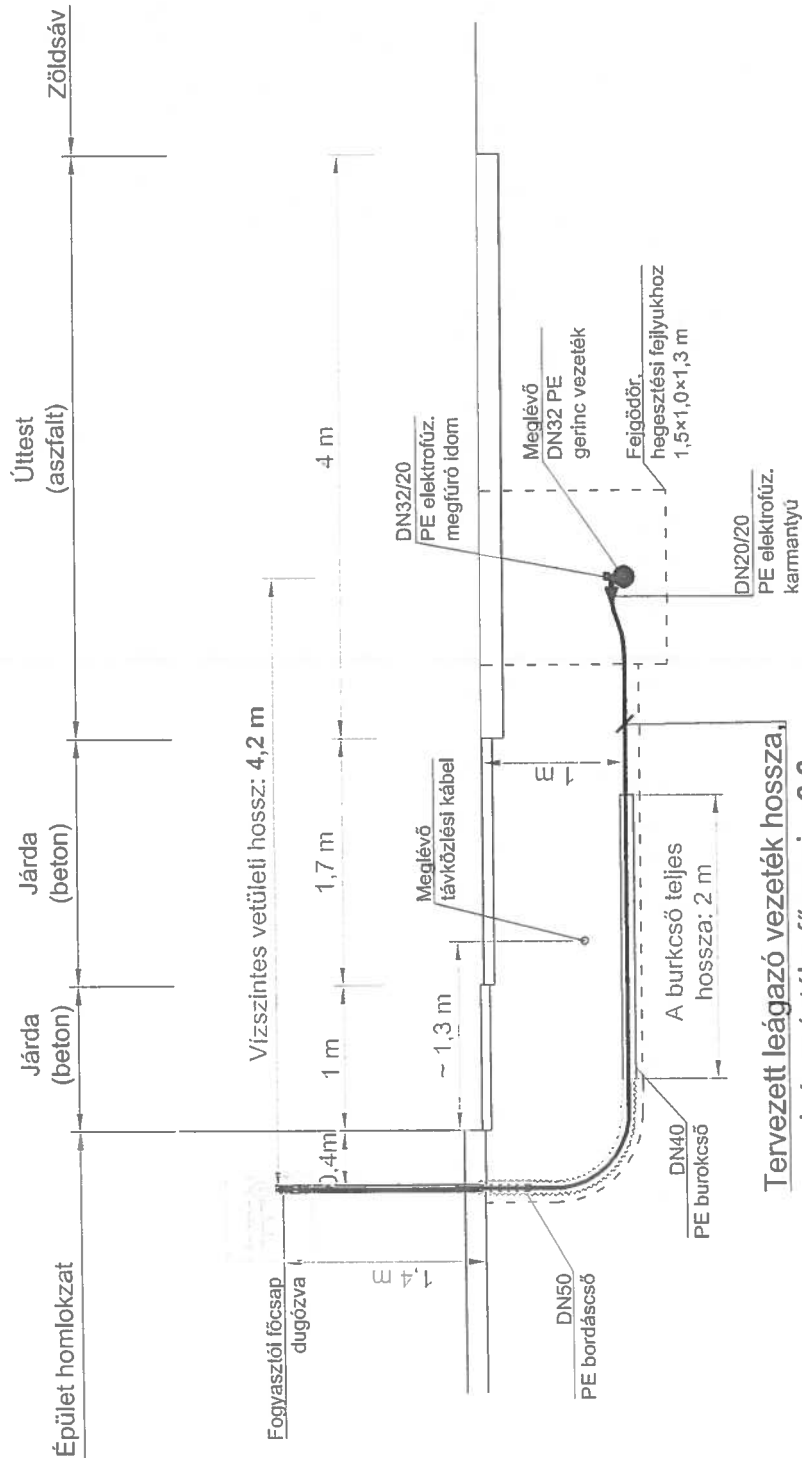 Épület homlokzat
Járda
(beton)
Járda
(beton)
Úttest
(aszfalt)
Zöldsáv
Vízszintes vetületi hossz: 4,2 m
1 m
1,7 m
4 m
Fogyasztói főcsap
dugózva
1,4 m
~ 1,3 m
Meglévő
távközlési kábel
1 m
DN32/20
PE elektrofúz.
megfúró idom
Meglévő
DN32 PE
gerinc vezeték
Fejgödör,
hegesztési fejlyukhoz
1,5×1,0×1,3 m
DN20/20
PE elektrofúz.
karmantyú
A burkcső teljes
hossza: 2 m
DN50
PE bordáscső
DN40
PE burokcső
Tervezett leágazó vezeték hossza,